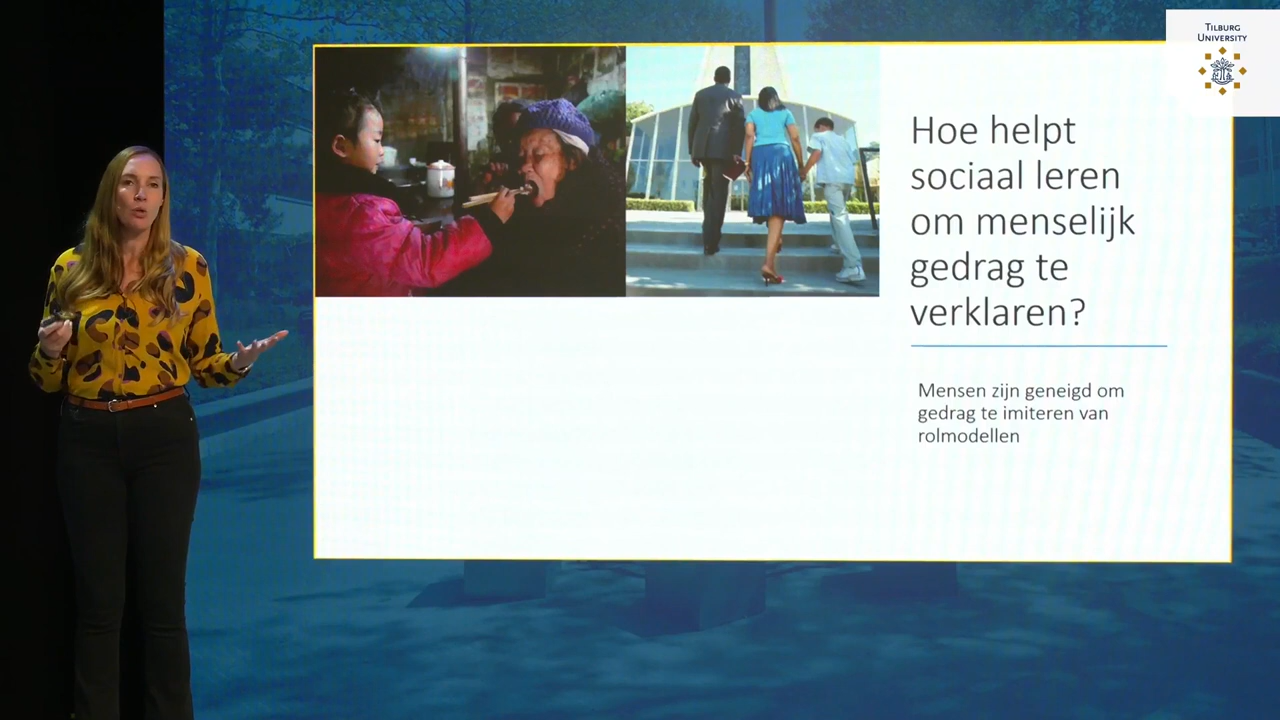 TILBURG
UNIVERSITY
Hoe helpt
sociaal leren
om menselijk
gedrag te
verklaren?
Mensen zijn geneigd om
gedrag te imiteren van
rolmodellen